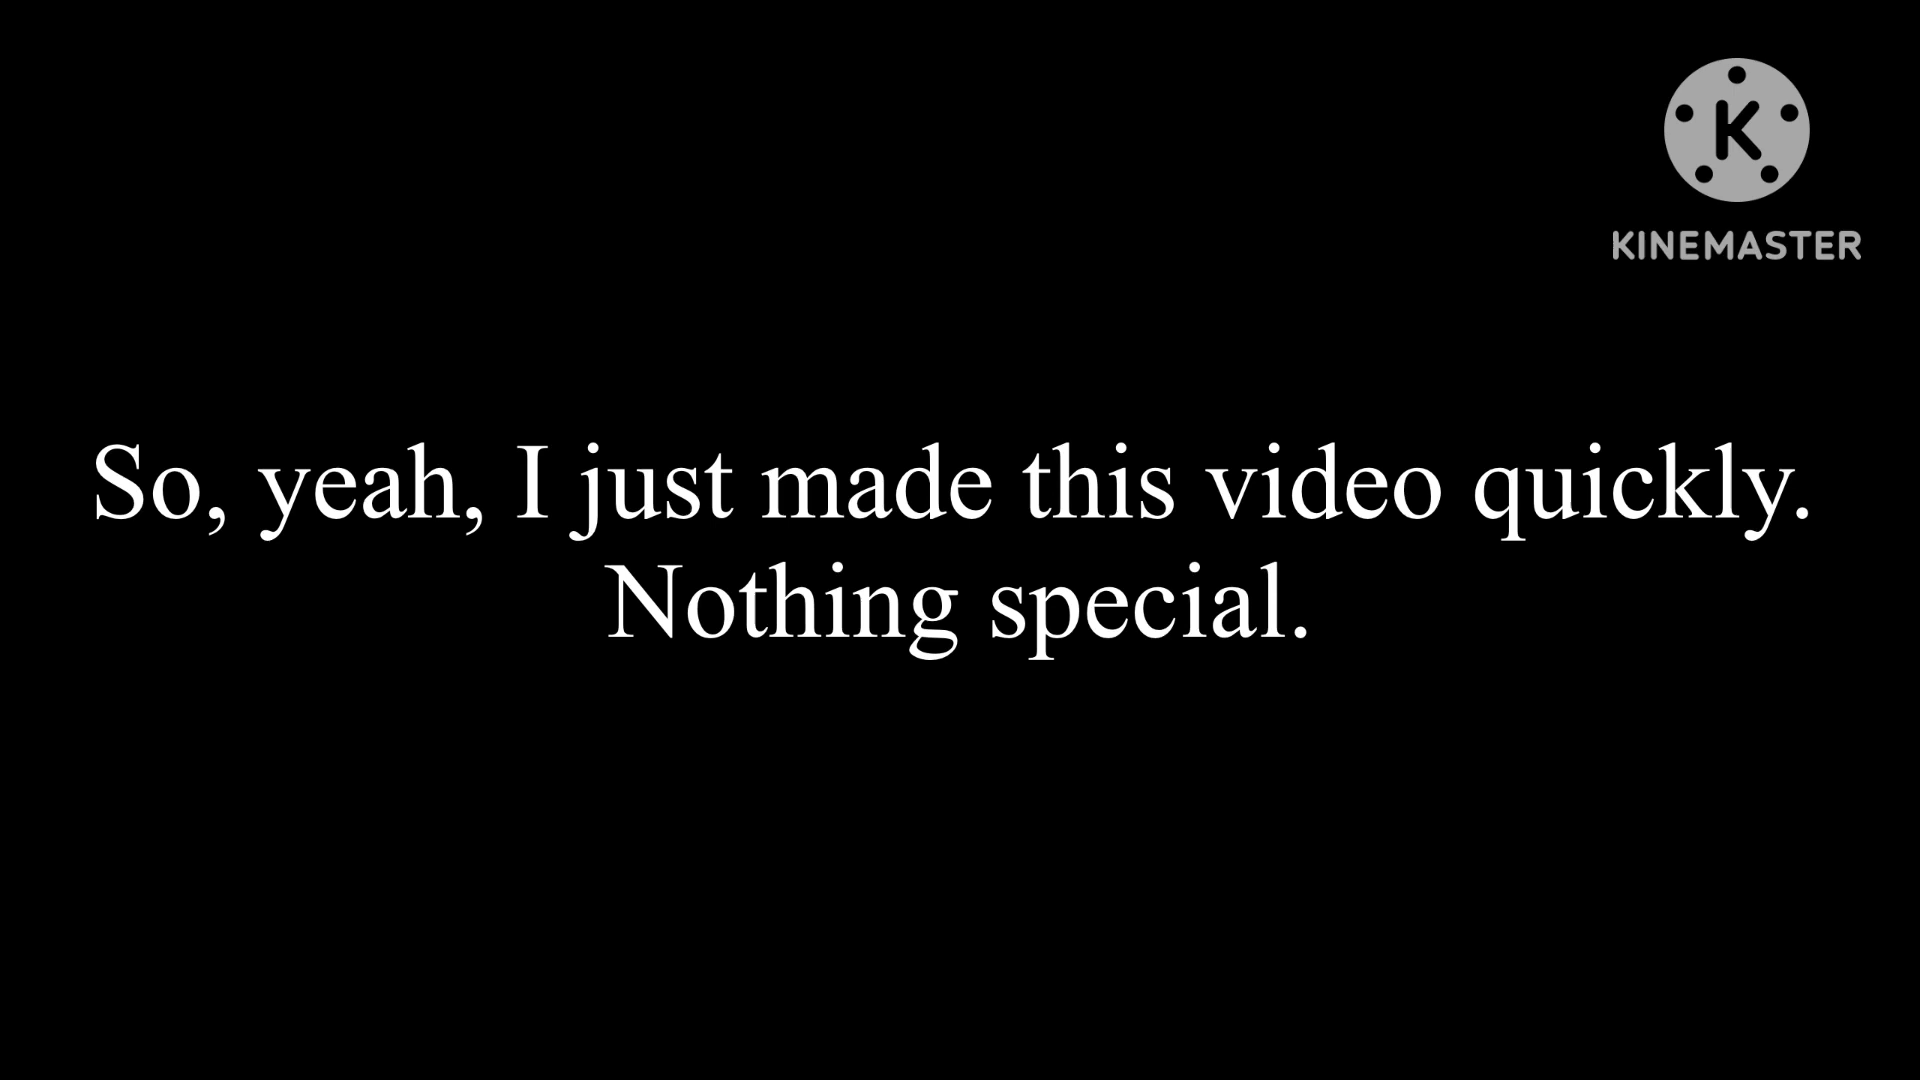 K
KINEMASTER
So, yeah, I just made this video quickly.
Nothing special.